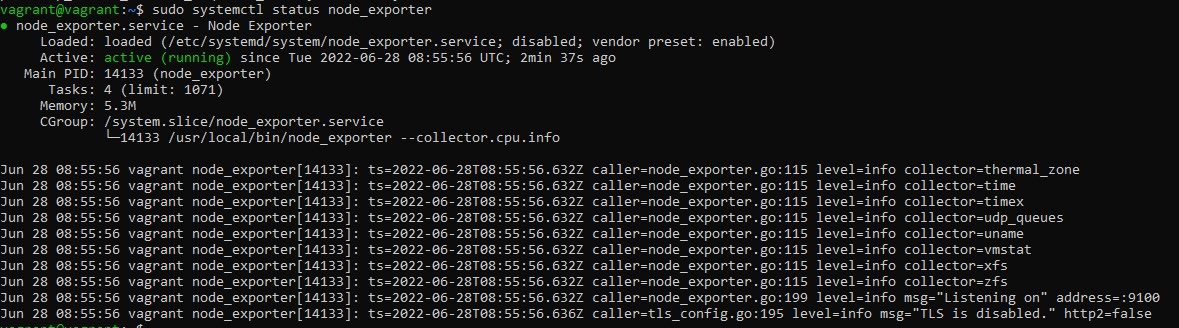 vagrant@vagrant:~$ sudo systemctl status node_exporter
● node_exporter.service - Node Exporter
     Loaded: loaded (/etc/systemd/system/node_exporter.service; disabled; vendor preset: enabled)
     Active: active (running) since Tue 2022-06-28 08:55:56 UTC; 2min 37s ago
   Main PID: 14133 (node_exporter)
      Tasks: 4 (limit: 1071)
     Memory: 5.3M
     CGroup: /system.slice/node_exporter.service
             └─14133 /usr/local/bin/node_exporter --collector.cpu.info

Jun 28 08:55:56 vagrant node_exporter[14133]: ts=2022-06-28T08:55:56.632Z caller=node_exporter.go:115 level=info collector=thermal_zone
Jun 28 08:55:56 vagrant node_exporter[14133]: ts=2022-06-28T08:55:56.632Z caller=node_exporter.go:115 level=info collector=time
Jun 28 08:55:56 vagrant node_exporter[14133]: ts=2022-06-28T08:55:56.632Z caller=node_exporter.go:115 level=info collector=timex
Jun 28 08:55:56 vagrant node_exporter[14133]: ts=2022-06-28T08:55:56.632Z caller=node_exporter.go:115 level=info collector=udp_queues
Jun 28 08:55:56 vagrant node_exporter[14133]: ts=2022-06-28T08:55:56.632Z caller=node_exporter.go:115 level=info collector=uname
Jun 28 08:55:56 vagrant node_exporter[14133]: ts=2022-06-28T08:55:56.632Z caller=node_exporter.go:115 level=info collector=vmstat
Jun 28 08:55:56 vagrant node_exporter[14133]: ts=2022-06-28T08:55:56.632Z caller=node_exporter.go:115 level=info collector=xfs
Jun 28 08:55:56 vagrant node_exporter[14133]: ts=2022-06-28T08:55:56.632Z caller=node_exporter.go:115 level=info collector=zfs
Jun 28 08:55:56 vagrant node_exporter[14133]: ts=2022-06-28T08:55:56.632Z caller=node_exporter.go:199 level=info msg="Listening on" address=:9100
Jun 28 08:55:56 vagrant node_exporter[14133]: ts=2022-06-28T08:55:56.636Z caller=tls_config.go:195 level=info msg="TLS is disabled." http2=false